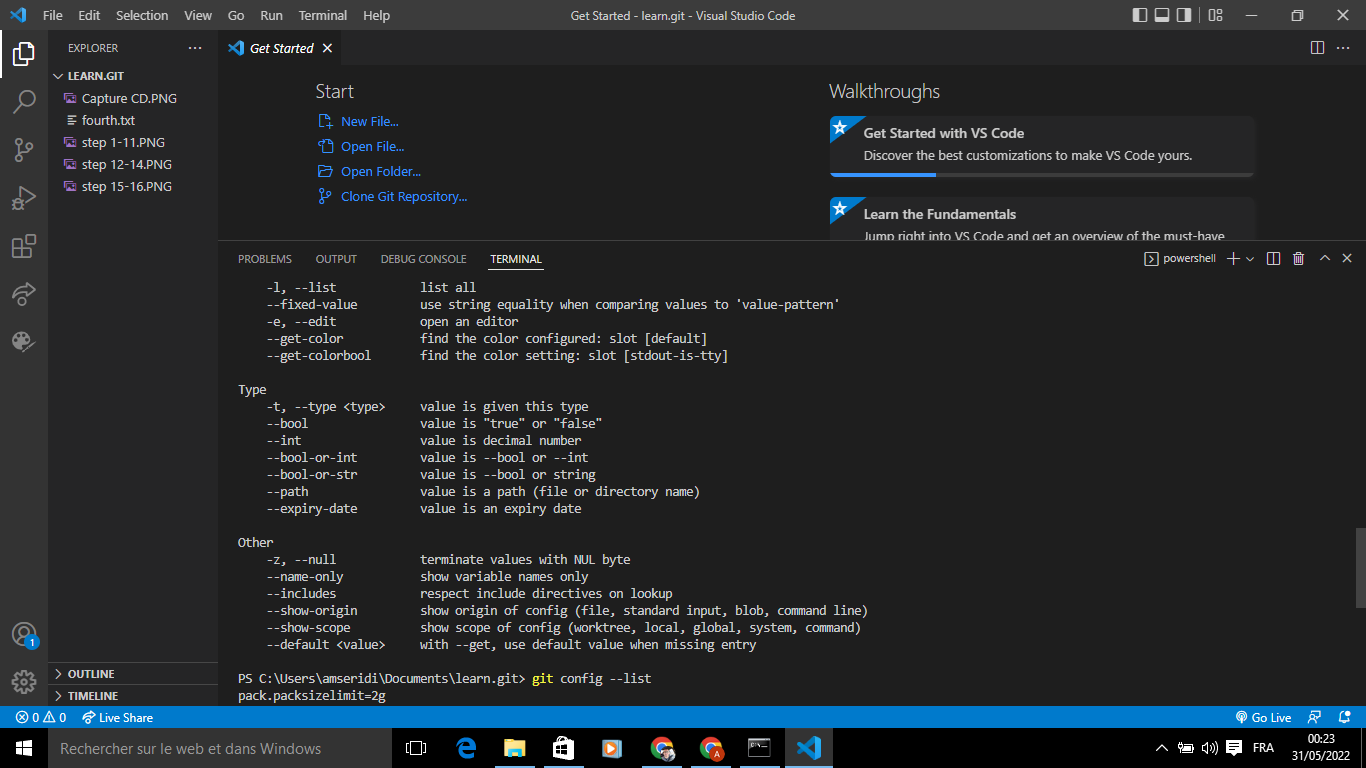 File Edit Selection View Go Run Terminal Help Get Started - learn.git - Visual Studio Code
EXPLORER
LEARN.GIT
Capture CD.PNG
fourth.txt
step 1-11.PNG
step 12-14.PNG
step 15-16.PNG
OUTLINE
TIMELINE
Get Started
Start
New File...
Open File...
Open Folder...
Clone Git Repository...
Walkthroughs
Get Started with VS Code
Discover the best customizations to make VS Code yours.
Learn the Fundamentals
Jump right into VS Code and get an overview of the must-have
PROBLEMS OUTPUT DEBUG CONSOLE TERMINAL powershell
-l, --list list all
--fixed-value use string equality when comparing values to 'value-pattern'
-e, --edit open an editor
--get-color find the color configured: slot [default]
--get-colorbool find the color setting: slot [stdout-is-tty]
Type
-t, --type <type> value is given this type
--bool value is "true" or "false"
--int value is decimal number
--bool-or-int value is --bool or --int
--bool-or-str value is --bool or string
--path value is a path (file or directory name)
--expiry-date value is an expiry date
Other
-z, --null terminate values with NUL byte
--name-only show variable names only
--includes respect include directives on lookup
--show-origin show origin of config (file, standard input, blob, command line)
--show-scope show scope of config (worktree, local, global, system, command)
--default <value> with --get, use default value when missing entry
PS C:\Users\amseridi\Documents\learn.git> git config --list
pack.packsizelimit=2g
1
0 0 Live Share Go Live
Rechercher sur le web et dans Windows
A
FRA
00:23
31/05/2022